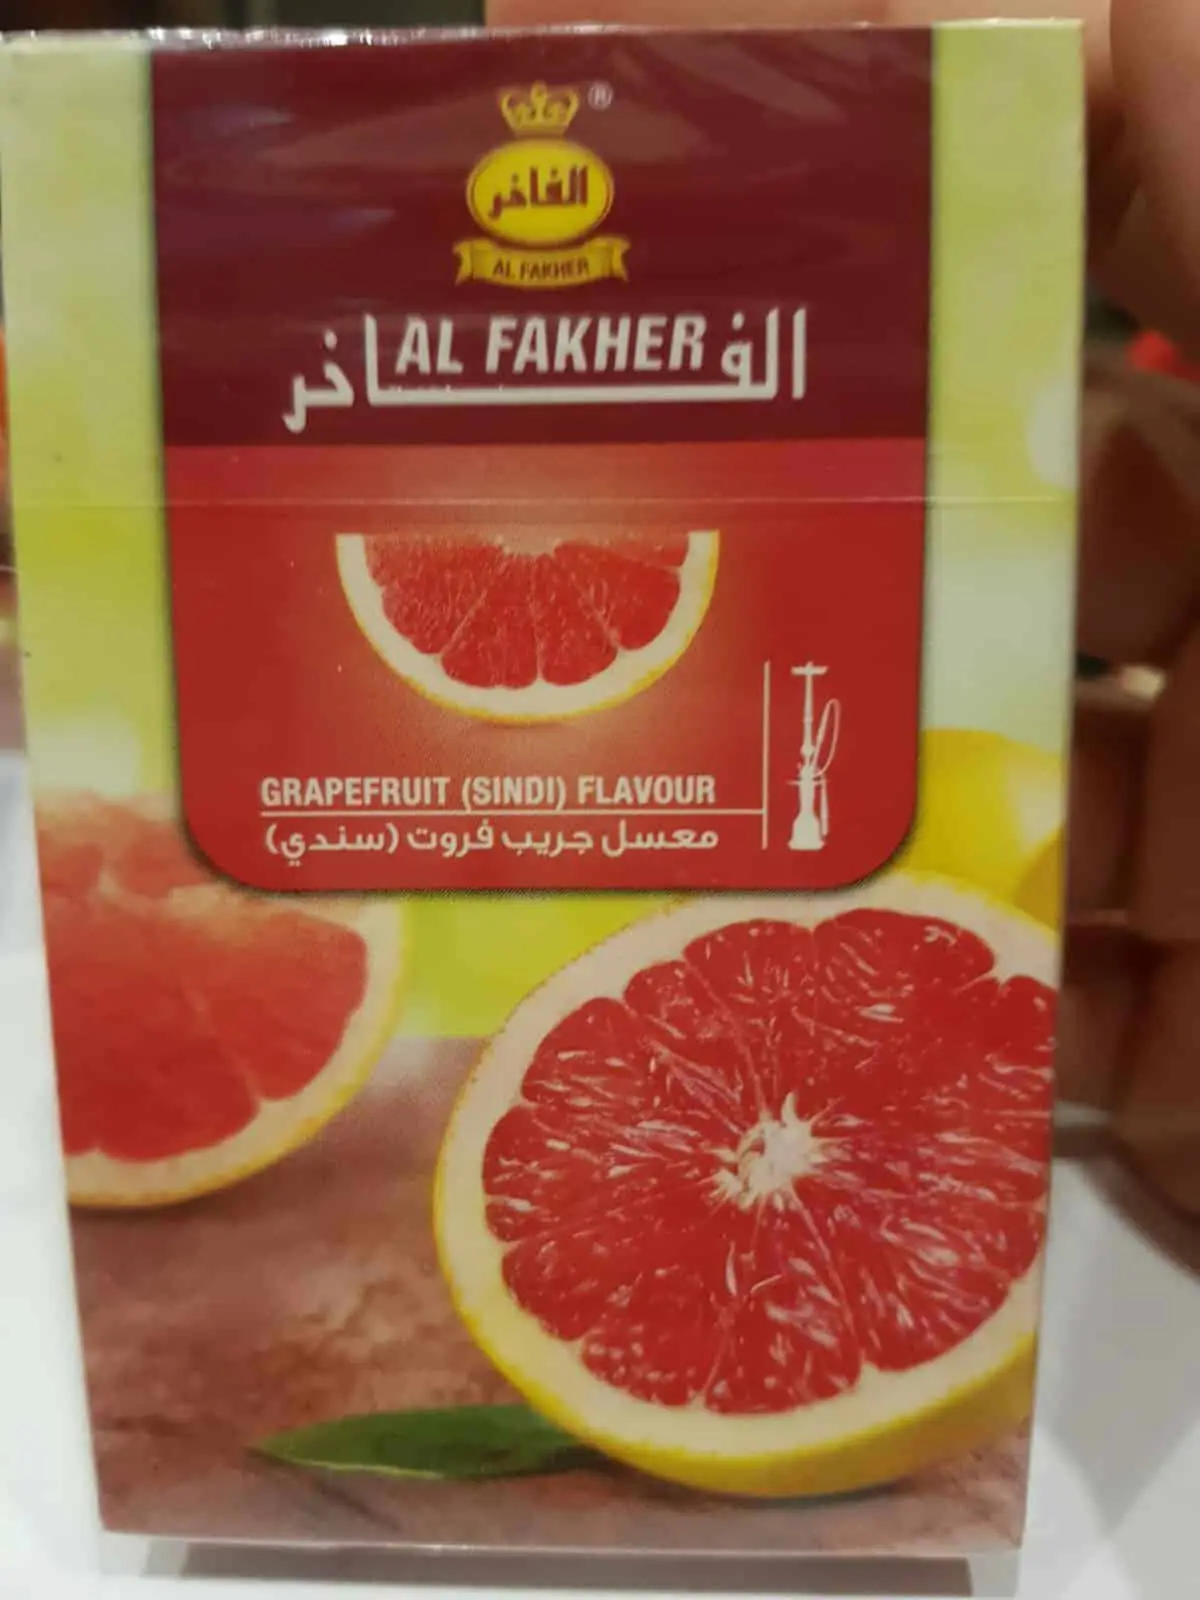 ®
الفاخر
AL FAKHER
الفاخر AL FAKHER
GRAPEFRUIT (SINDI) FLAVOUR
معسل جريب فروت (سندي)